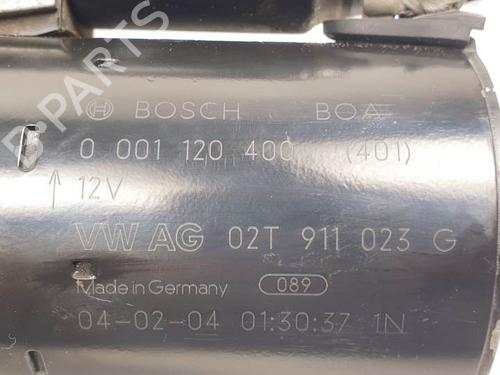 B-PARTS
BOSCH BOA
0 001 120 400 (401)
12V
VW AG 02T 911 023 G
Made in Germany 089
04-02-04 01:30:37 1N